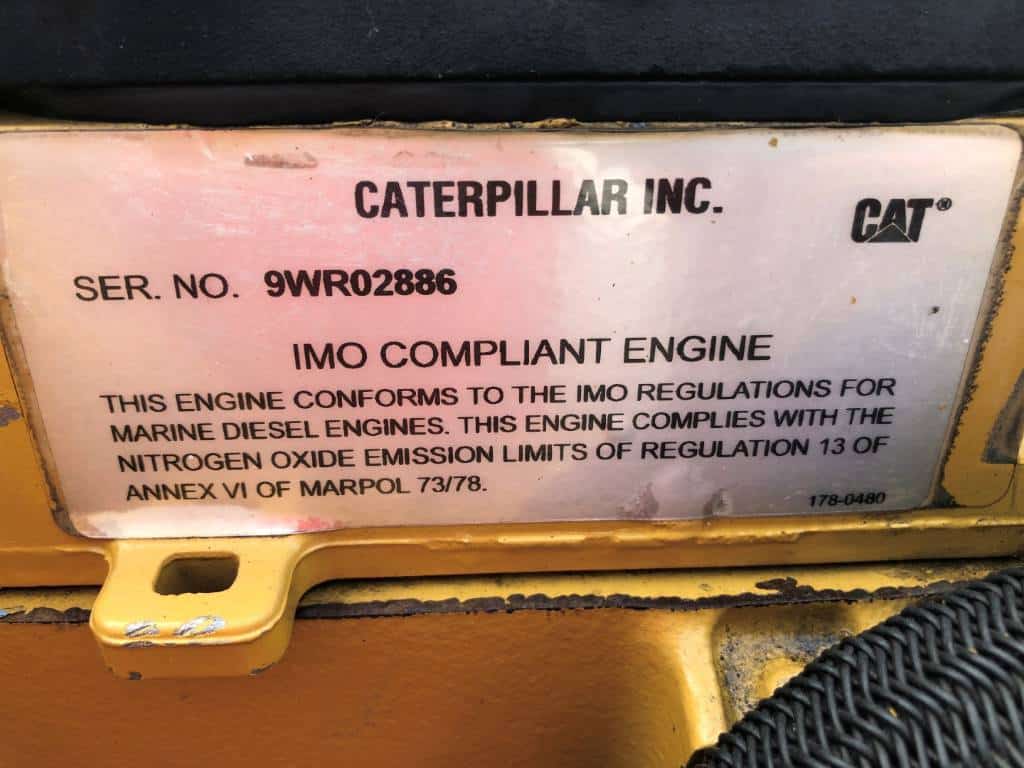 CATERPILLAR INC.
CAT®
SER. NO. 9WR02886
IMO COMPLIANT ENGINE
THIS ENGINE CONFORMS TO THE IMO REGULATIONS FOR
MARINE DIESEL ENGINES. THIS ENGINE COMPLIES WITH THE
NITROGEN OXIDE EMISSION LIMITS OF REGULATION 13 OF
ANNEX VI OF MARPOL 73/78.
178-0480